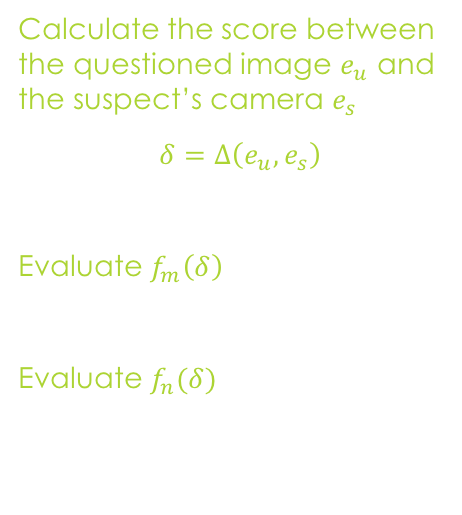 Calculate the score between
the questioned image e_u and
the suspect's camera e_s
δ = Δ(e_u, e_s)
Evaluate f_m(δ)
Evaluate f_n(δ)